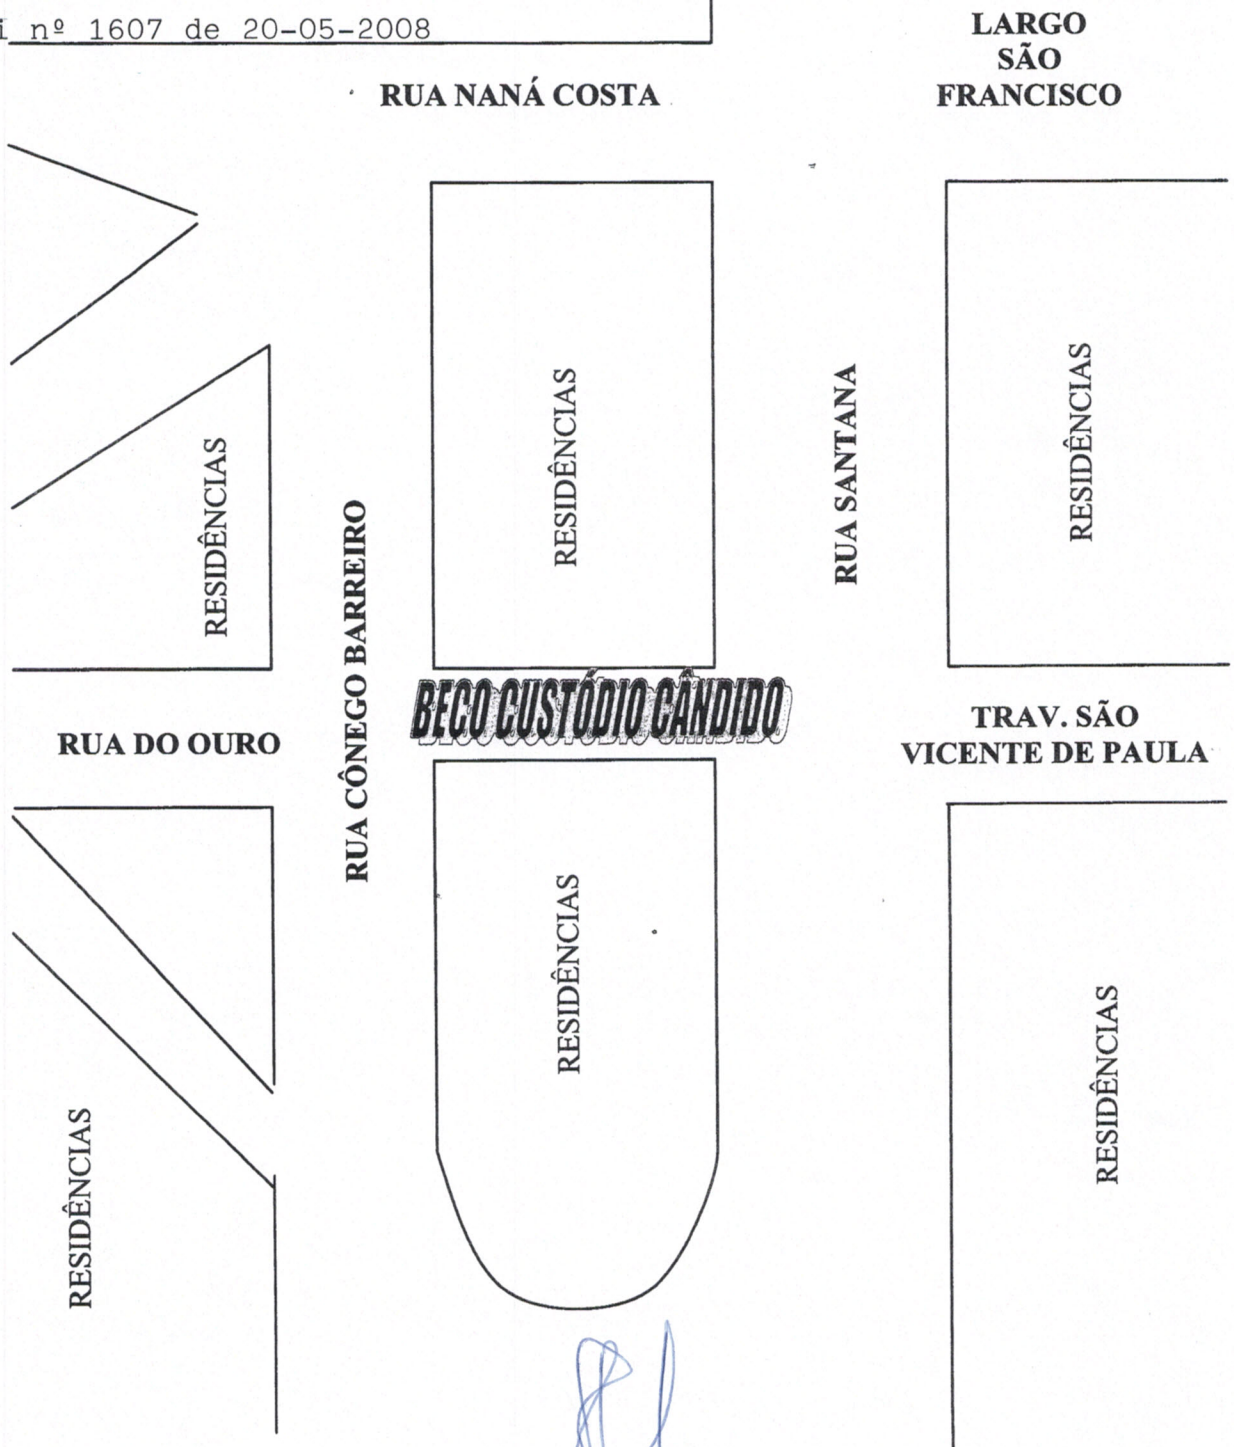 i nº 1607 de 20-05-2008
LARGO
SÃO
FRANCISCO
RUA NANÁ COSTA
RESIDÊNCIAS
RESIDÊNCIAS
RUA SANTANA
RESIDÊNCIAS
RUA CÔNEGO BARREIRO
BECO CUSTÓDIO CÂNDIDO
RUA DO OURO
TRAV. SÃO
VICENTE DE PAULA
RESIDÊNCIAS
RESIDÊNCIAS
RESIDÊNCIAS